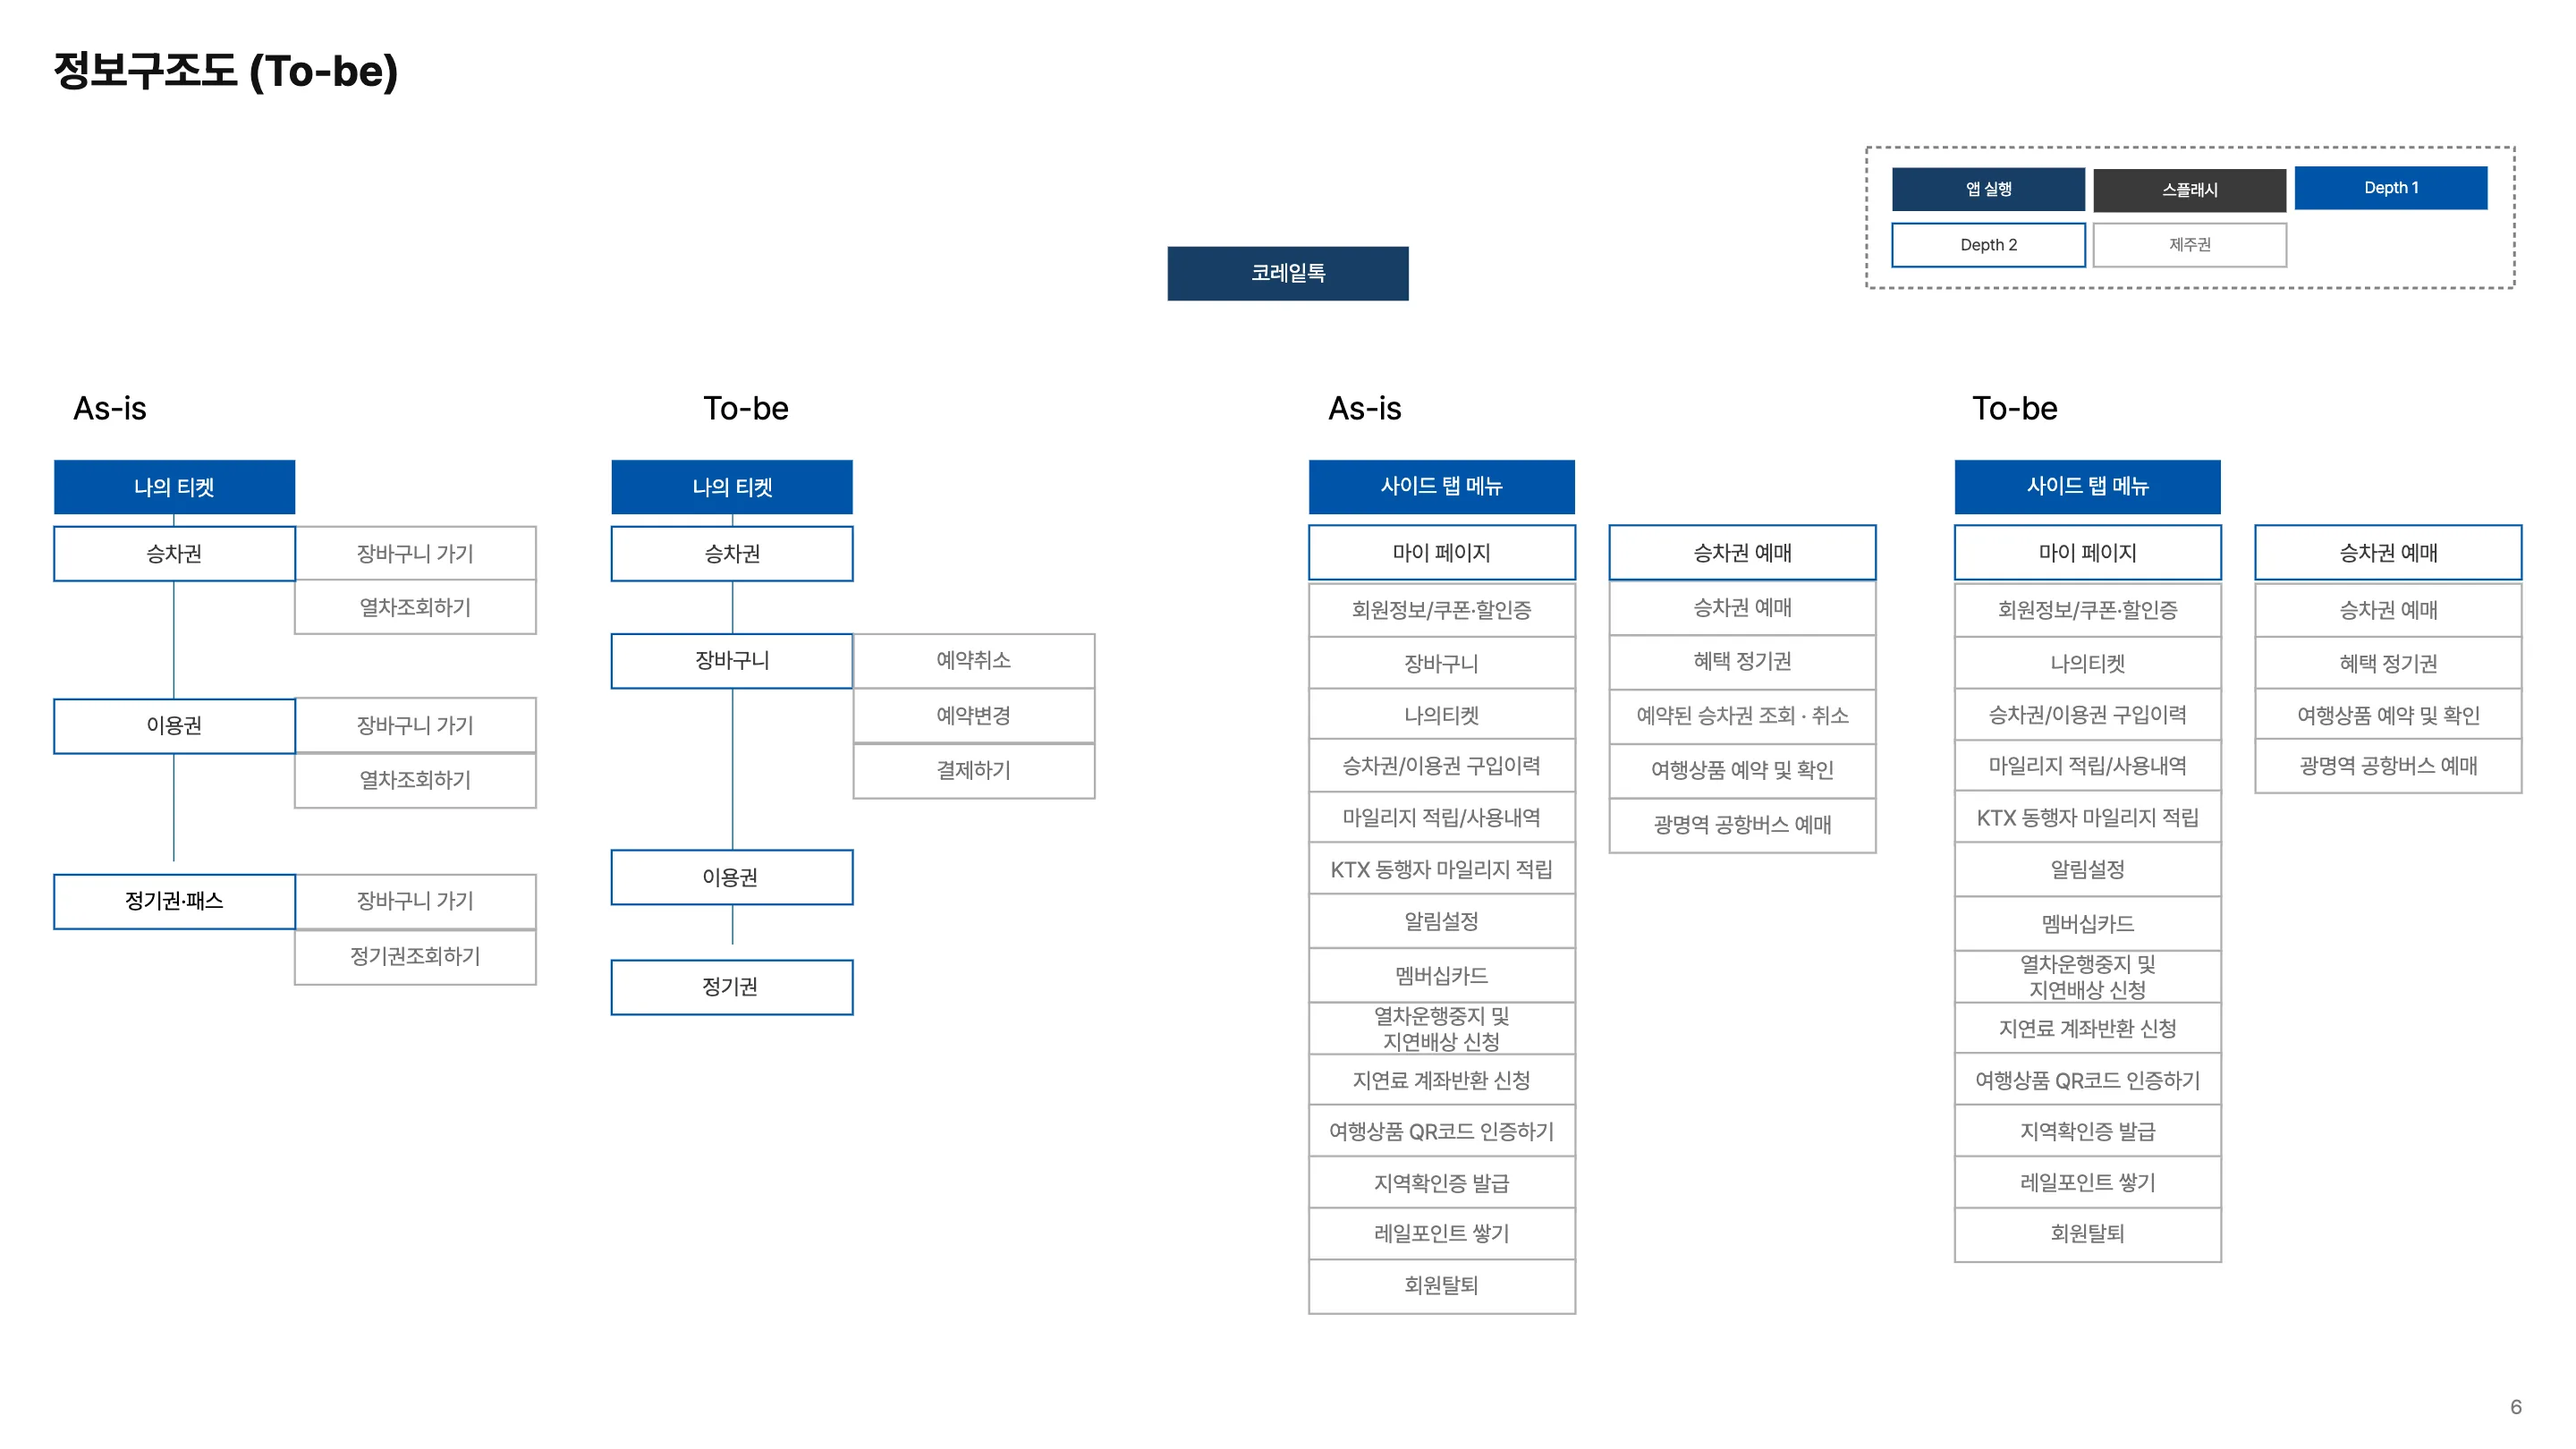 정보구조도 (To-be)
앱 실행
스플래시
Depth 1
Depth 2
제주권
코레일톡
As-is
나의 티켓
승차권
장바구니 가기
열차조회하기
이용권
장바구니 가기
열차조회하기
정기권·패스
장바구니 가기
정기권조회하기
To-be
나의 티켓
승차권
장바구니
예약취소
예약변경
결제하기
이용권
정기권
As-is
사이드 탭 메뉴
마이 페이지
회원정보/쿠폰·할인증
장바구니
나의티켓
승차권/이용권 구입이력
마일리지 적립/사용내역
KTX 동행자 마일리지 적립
알림설정
멤버십카드
열차운행중지 및
지연배상 신청
지연료 계좌반환 신청
여행상품 QR코드 인증하기
지역확인증 발급
레일포인트 쌓기
회원탈퇴
승차권 예매
승차권 예매
혜택 정기권
예약된 승차권 조회 · 취소
여행상품 예약 및 확인
광명역 공항버스 예매
To-be
사이드 탭 메뉴
마이 페이지
회원정보/쿠폰·할인증
나의티켓
승차권/이용권 구입이력
마일리지 적립/사용내역
KTX 동행자 마일리지 적립
알림설정
멤버십카드
열차운행중지 및
지연배상 신청
지연료 계좌반환 신청
여행상품 QR코드 인증하기
지역확인증 발급
레일포인트 쌓기
회원탈퇴
승차권 예매
승차권 예매
혜택 정기권
여행상품 예약 및 확인
광명역 공항버스 예매
6